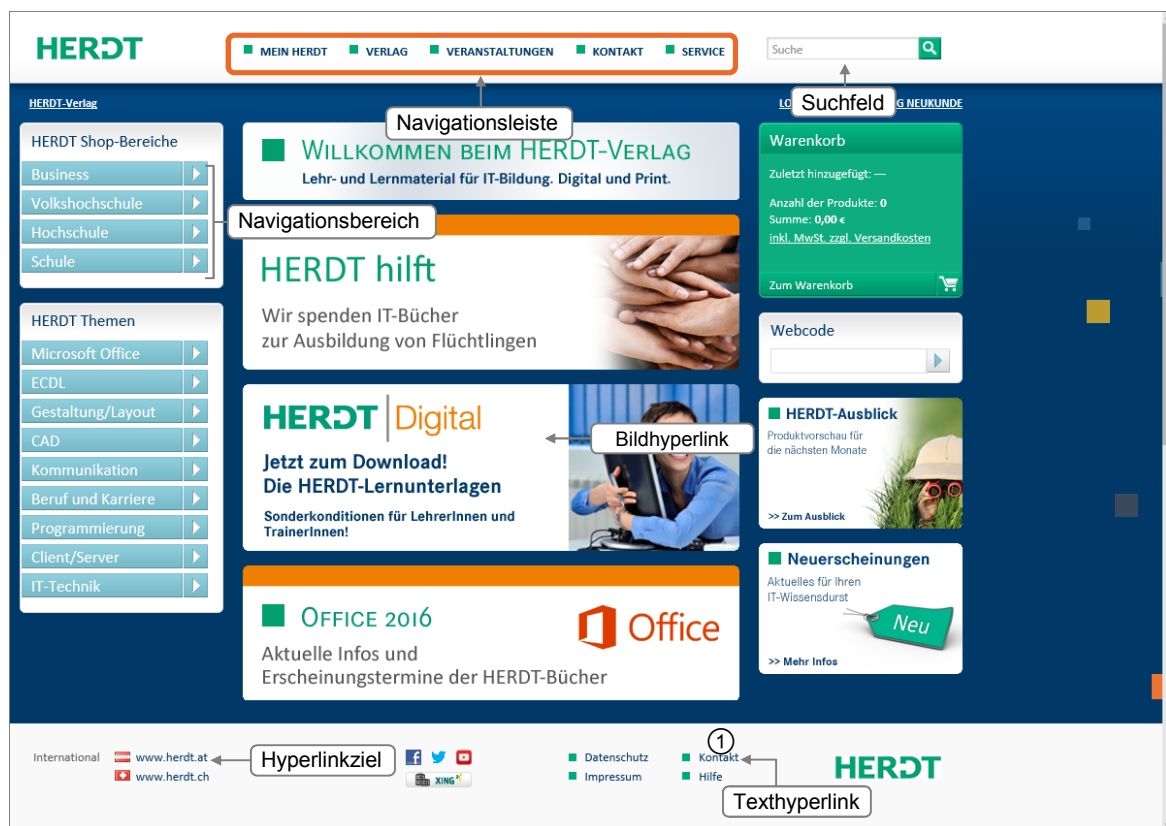 HERDT
MEIN HERDT VERLAG VERANSTALTUNGEN KONTAKT SERVICE
Suche
Suchfeld
Navigationsleiste
HERDT-Verlag
LO
G NEUKUNDE
HERDT Shop-Bereiche
Business
Volkshochschule
Hochschule
Schule
Navigationsbereich
HERDT Themen
Microsoft Office
ECDL
Gestaltung/Layout
CAD
Kommunikation
Beruf und Karriere
Programmierung
Client/Server
IT-Technik
WILLKOMMEN BEIM HERDT-VERLAG
Lehr- und Lernmaterial für IT-Bildung. Digital und Print.
HERDT hilft
Wir spenden IT-Bücher
zur Ausbildung von Flüchtlingen
HERDT Digital
Bildhyperlink
Jetzt zum Download!
Die HERDT-Lernunterlagen
Sonderkonditionen für LehrerInnen und
TrainerInnen!
OFFICE 2016
Office
Aktuelle Infos und
Erscheinungstermine der HERDT-Bücher
Warenkorb
Zuletzt hinzugefügt: ---
Anzahl der Produkte: 0
Summe: 0,00 €
inkl. MwSt. zzgl. Versandkosten
Zum Warenkorb
Webcode
HERDT-Ausblick
Produktvorschau für
die nächsten Monate
>> Zum Ausblick
Neuerscheinungen
Aktuelles für Ihren
IT-Wissensdurst
Neu
>> Mehr Infos
International www.herdt.at
www.herdt.ch
Hyperlinkziel
XING
Datenschutz
Impressum
1
Kontakt
Hilfe
Texthyperlink
HERDT